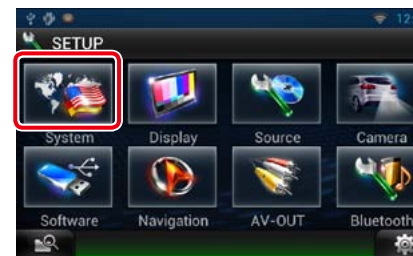 12
SETUP
System Display Source Camera
Software Navigation AV-OUT Bluetooth